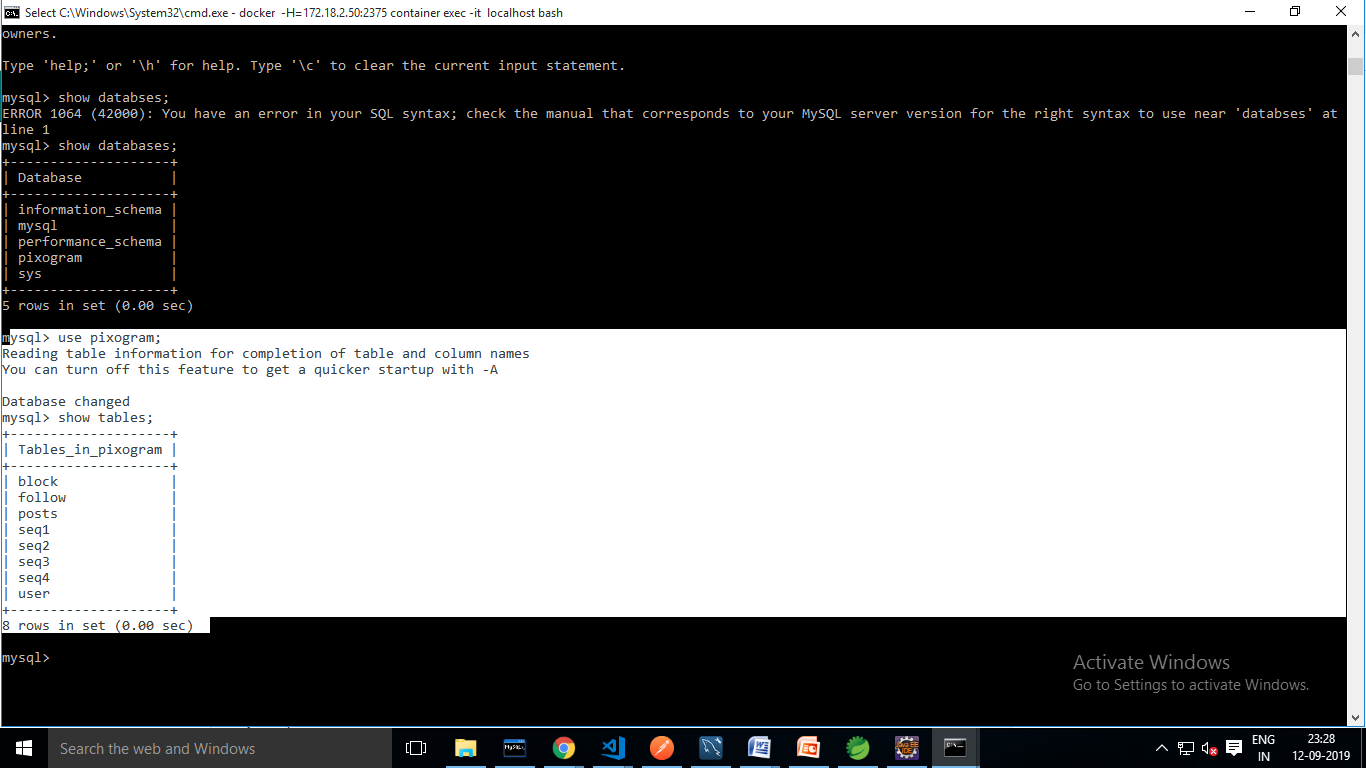 Select C:\Windows\System32\cmd.exe - docker  -H=172.18.2.50:2375 container exec -it  localhost bash
owners.
Type 'help;' or '\h' for help. Type '\c' to clear the current input statement.
mysql> show databses;
ERROR 1064 (42000): You have an error in your SQL syntax; check the manual that corresponds to your MySQL server version for the right syntax to use near 'databses' at
line 1
mysql> show databases;
+--------------------+
| Database           |
+--------------------+
| information_schema |
| mysql              |
| performance_schema |
| pixogram           |
| sys                |
+--------------------+
5 rows in set (0.00 sec)
mysql> use pixogram;
Reading table information for completion of table and column names
You can turn off this feature to get a quicker startup with -A
Database changed
mysql> show tables;
+--------------------+
| Tables_in_pixogram |
+--------------------+
| block              |
| follow             |
| posts              |
| seq1               |
| seq2               |
| seq3               |
| seq4               |
| user               |
+--------------------+
8 rows in set (0.00 sec)
mysql>
Activate Windows
Go to Settings to activate Windows.
Search the web and Windows
ENG
IN
23:28
12-09-2019